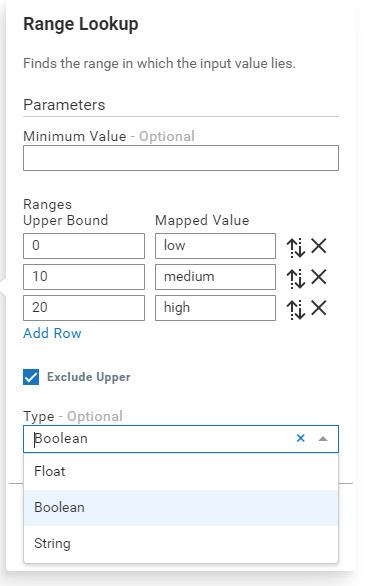 Range Lookup
Finds the range in which the input value lies.
Parameters
Minimum Value - Optional
Ranges
Upper Bound Mapped Value
0 low
10 medium
20 high
Add Row
Exclude Upper
Type - Optional
Boolean
Float
Boolean
String